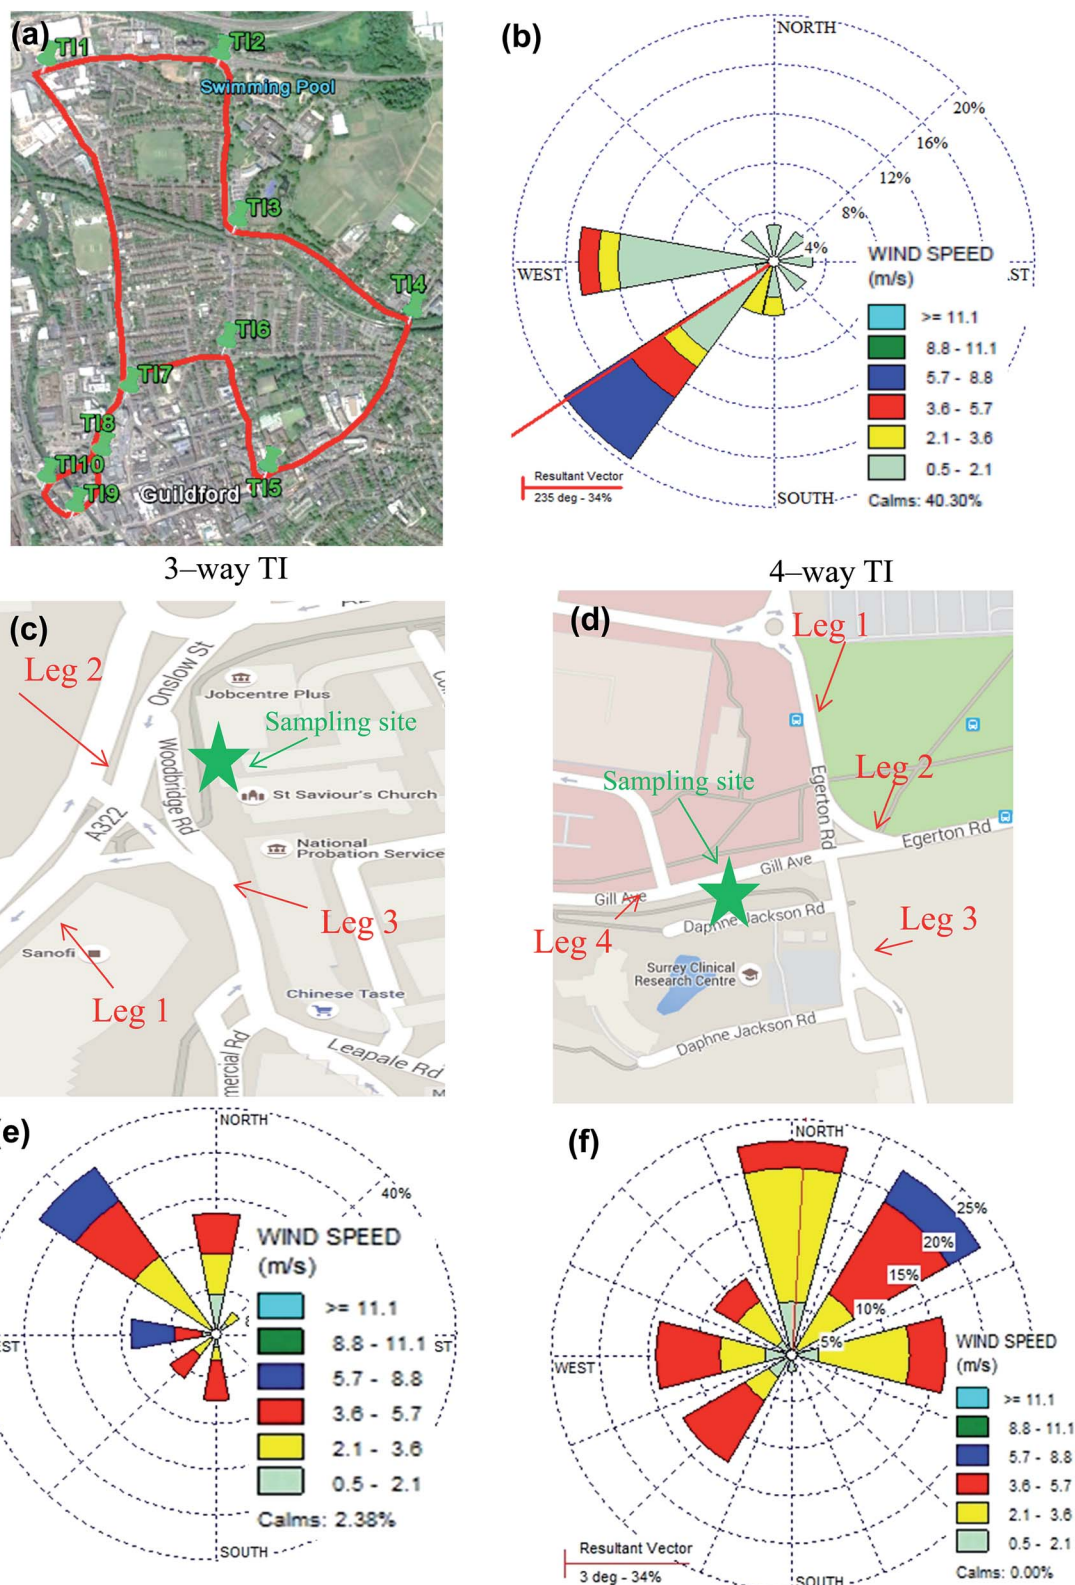 (a)
TI1
TI2
Swimming Pool
TI3
TI4
TI6
TI7
TI8
TI10
TI9
Guildford
TI5
(b)
NORTH
20%
16%
12%
8%
4%
WEST
ST
SOUTH
WIND SPEED
(m/s)
>= 11.1
8.8 - 11.1
5.7 - 8.8
3.6 - 5.7
2.1 - 3.6
0.5 - 2.1
Calms: 40.30%
Resultant Vector
235 deg - 34%
3–way TI
4–way TI
(c)
Leg 2
Onslow St
Jobcentre Plus
Sampling site
Woodbridge Rd
St Saviour's Church
A322
National
Probation Service
Leg 3
Sanofi
Leg 1
Chinese Taste
mercial Rd
Leapale Rd
(d)
Leg 1
Leg 2
Sampling site
Egerton Rd
Egerton Rd
Gill Ave
Gill Ave
Leg 4
Daphne Jackson Rd
Leg 3
Surrey Clinical
Research Centre
Daphne Jackson Rd
(e)
NORTH
40%
EST
ST
SOUTH
WIND SPEED
(m/s)
>= 11.1
8.8 - 11.1
5.7 - 8.8
3.6 - 5.7
2.1 - 3.6
0.5 - 2.1
Calms: 2.38%
(f)
NORTH
25%
20%
15%
10%
5%
WEST
SOUTH
WIND SPEED
(m/s)
>= 11.1
8.8 - 11.1
5.7 - 8.8
3.6 - 5.7
2.1 - 3.6
0.5 - 2.1
Calms: 0.00%
Resultant Vector
3 deg - 34%